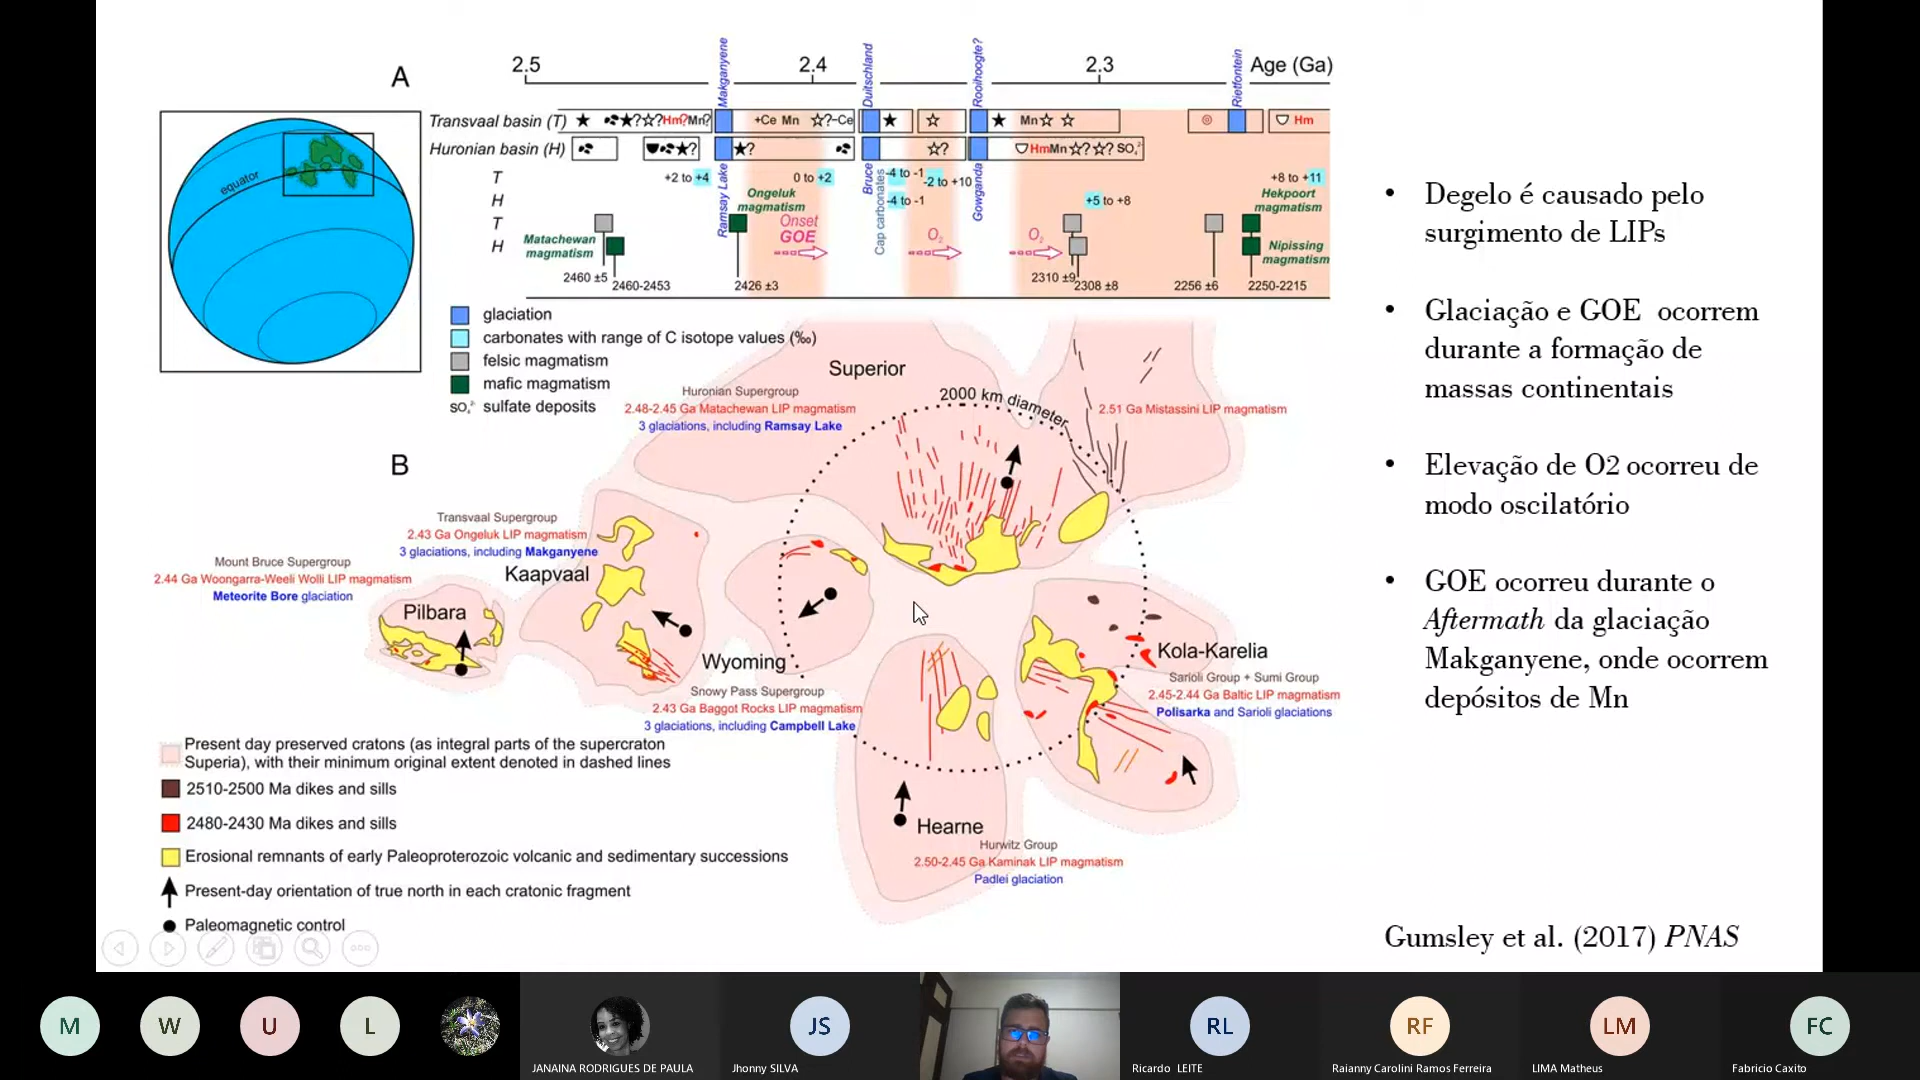 A
2.5
2.4
2.3
Age (Ga)
Makganyene
Duitschland
Rooihoogte?
Rietfontein
equator
Transvaal basin (T)
★?☆?Hm?Mn?
+Ce Mn ☆?-Ce
★
☆
★ Mn☆ ☆
Hm
Huronian basin (H)
★?
★?
☆?
HmMn☆?☆? SO₄²⁻
T
+2 to +4
0 to +2
-4 to -1
-2 to +10
+8 to +11
H
-4 to -1
+5 to +8
T
H
Ramsay Lake
Bruce
Cap carbonates
Gowganda
Ongeluk
magmatism
Hekpoort
magmatism
Matachewan
magmatism
Nipissing
magmatism
Onset
GOE
O₂
O₂
2460 ±5
2460-2453
2426 ±3
2310 ±9
2308 ±8
2256 ±6
2250-2215
glaciation
carbonates with range of C isotope values (‰)
felsic magmatism
mafic magmatism
SO₄²⁻ sulfate deposits
B
Superior
Huronian Supergroup
2.48-2.45 Ga Matachewan LIP magmatism
3 glaciations, including Ramsay Lake
2000 km diameter
2.51 Ga Mistassini LIP magmatism
Transvaal Supergroup
2.43 Ga Ongeluk LIP magmatism
3 glaciations, including Makganyene
Kaapvaal
Mount Bruce Supergroup
2.44 Ga Woongarra-Weeli Wolli LIP magmatism
Meteorite Bore glaciation
Pilbara
Wyoming
Snowy Pass Supergroup
2.43 Ga Baggot Rocks LIP magmatism
3 glaciations, including Campbell Lake
Kola-Karelia
Sarioli Group + Sumi Group
2.45-2.44 Ga Baltic LIP magmatism
Polisarka and Sarioli glaciations
Hearne
Hurwitz Group
2.50-2.45 Ga Kaminak LIP magmatism
Padlei glaciation
Present day preserved cratons (as integral parts of the supercraton
Superia), with their minimum original extent denoted in dashed lines
2510-2500 Ma dikes and sills
2480-2430 Ma dikes and sills
Erosional remnants of early Paleoproterozoic volcanic and sedimentary successions
Present-day orientation of true north in each cratonic fragment
Paleomagnetic control
• Degelo é causado pelo
surgimento de LIPs
• Glaciação e GOE ocorrem
durante a formação de
massas continentais
• Elevação de O2 ocorreu de
modo oscilatório
• GOE ocorreu durante o
Aftermath da glaciação
Makganyene, onde ocorrem
depósitos de Mn
Gumsley et al. (2017) PNAS
M
W
U
L
JANAINA RODRIGUES DE PAULA
JS
Jhonny SILVA
RL
Ricardo LEITE
RF
Raianny Carolini Ramos Ferreira
LM
LIMA Matheus
FC
Fabricio Caxito